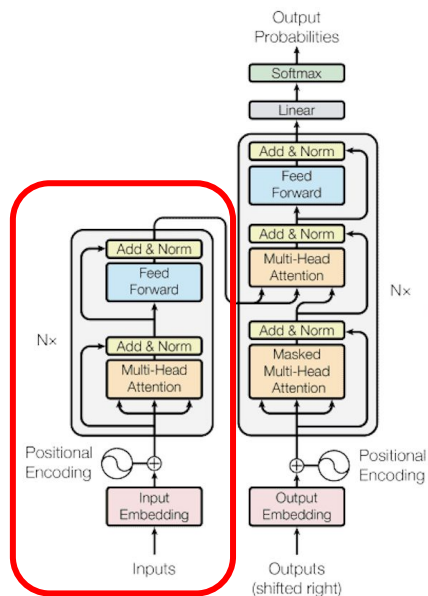 Output
Probabilities
Softmax
Linear
Add & Norm
Feed
Forward
Add & Norm
Multi-Head
Attention
Add & Norm
Masked
Multi-Head
Attention
N×
Positional
Encoding
Output
Embedding
Outputs
(shifted right)
Add & Norm
Feed
Forward
Add & Norm
Multi-Head
Attention
N×
Positional
Encoding
Input
Embedding
Inputs